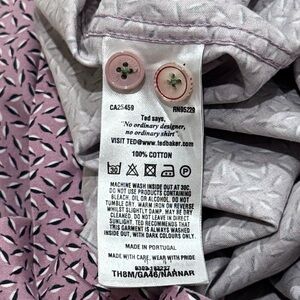 CA25459 RN95229
Ted says,
"No ordinary designer,
no ordinary shirt"
VISIT TED@www.tedbaker.com
100% COTTON
P
MACHINE WASH INSIDE OUT AT 30C.
DO NOT USE PRODUCTS CONTAINING
BLEACH, OIL OR ALCOHOL. DO NOT
TUMBLE DRY. WARM IRON ON REVERSE
WHILST SLIGHTLY DAMP. MAY BE DRY
CLEANED. DO NOT LEAVE IN DIRECT
SUNLIGHT. TED RECOMMENDS THAT
THIS GARMENT IS ALWAYS WASHED
WITH DARK COLOURS ONLY.
MADE IN PORTUGAL
MADE WITH CARE, WEAR WITH PRIDE
TH8M/GA46/NARNAR